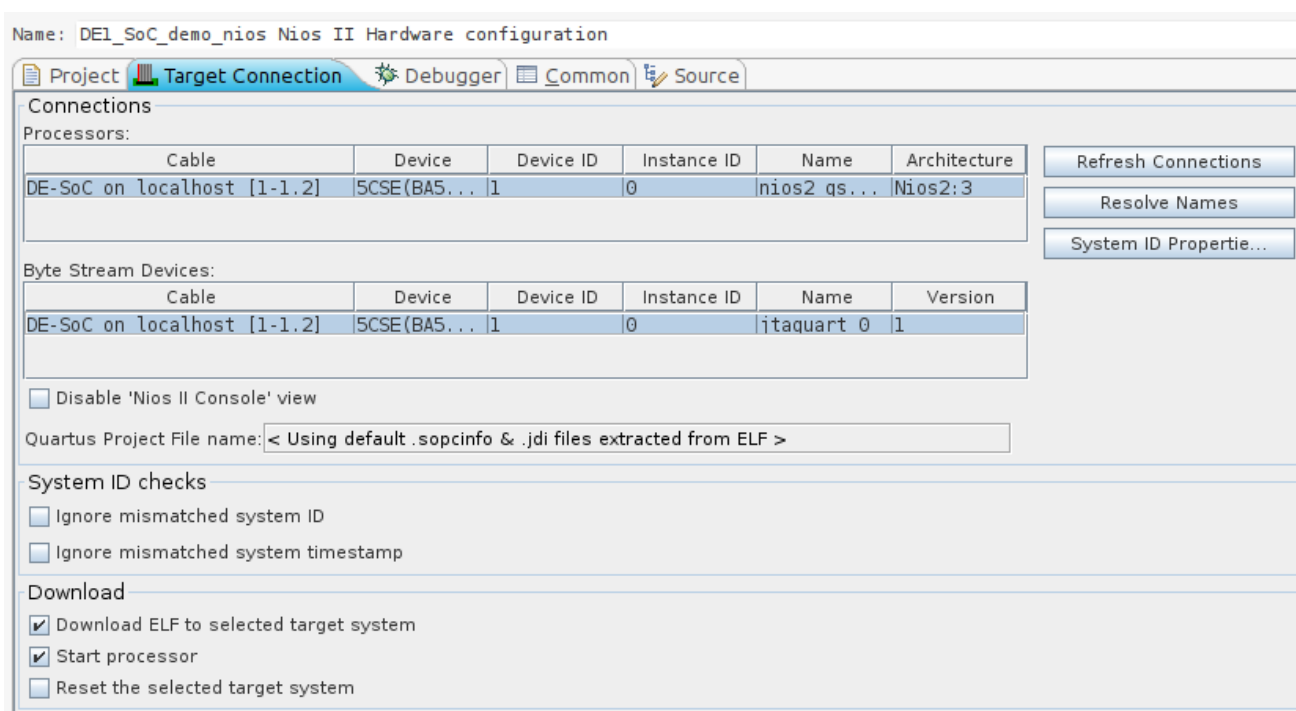 Name: DE1_SoC_demo_nios Nios II Hardware configuration
Project Target Connection Debugger Common Source
Connections
Processors:
Cable Device Device ID Instance ID Name Architecture
DE-SoC on localhost [1-1.2] 5CSE(BA5... 1 0 nios2_qs... Nios2:3
Refresh Connections
Resolve Names
System ID Propertie...
Byte Stream Devices:
Cable Device Device ID Instance ID Name Version
DE-SoC on localhost [1-1.2] 5CSE(BA5... 1 0 jtaguart_0 1
Disable 'Nios II Console' view
Quartus Project File name: < Using default .sopcinfo & .jdi files extracted from ELF >
System ID checks
Ignore mismatched system ID
Ignore mismatched system timestamp
Download
Download ELF to selected target system
Start processor
Reset the selected target system